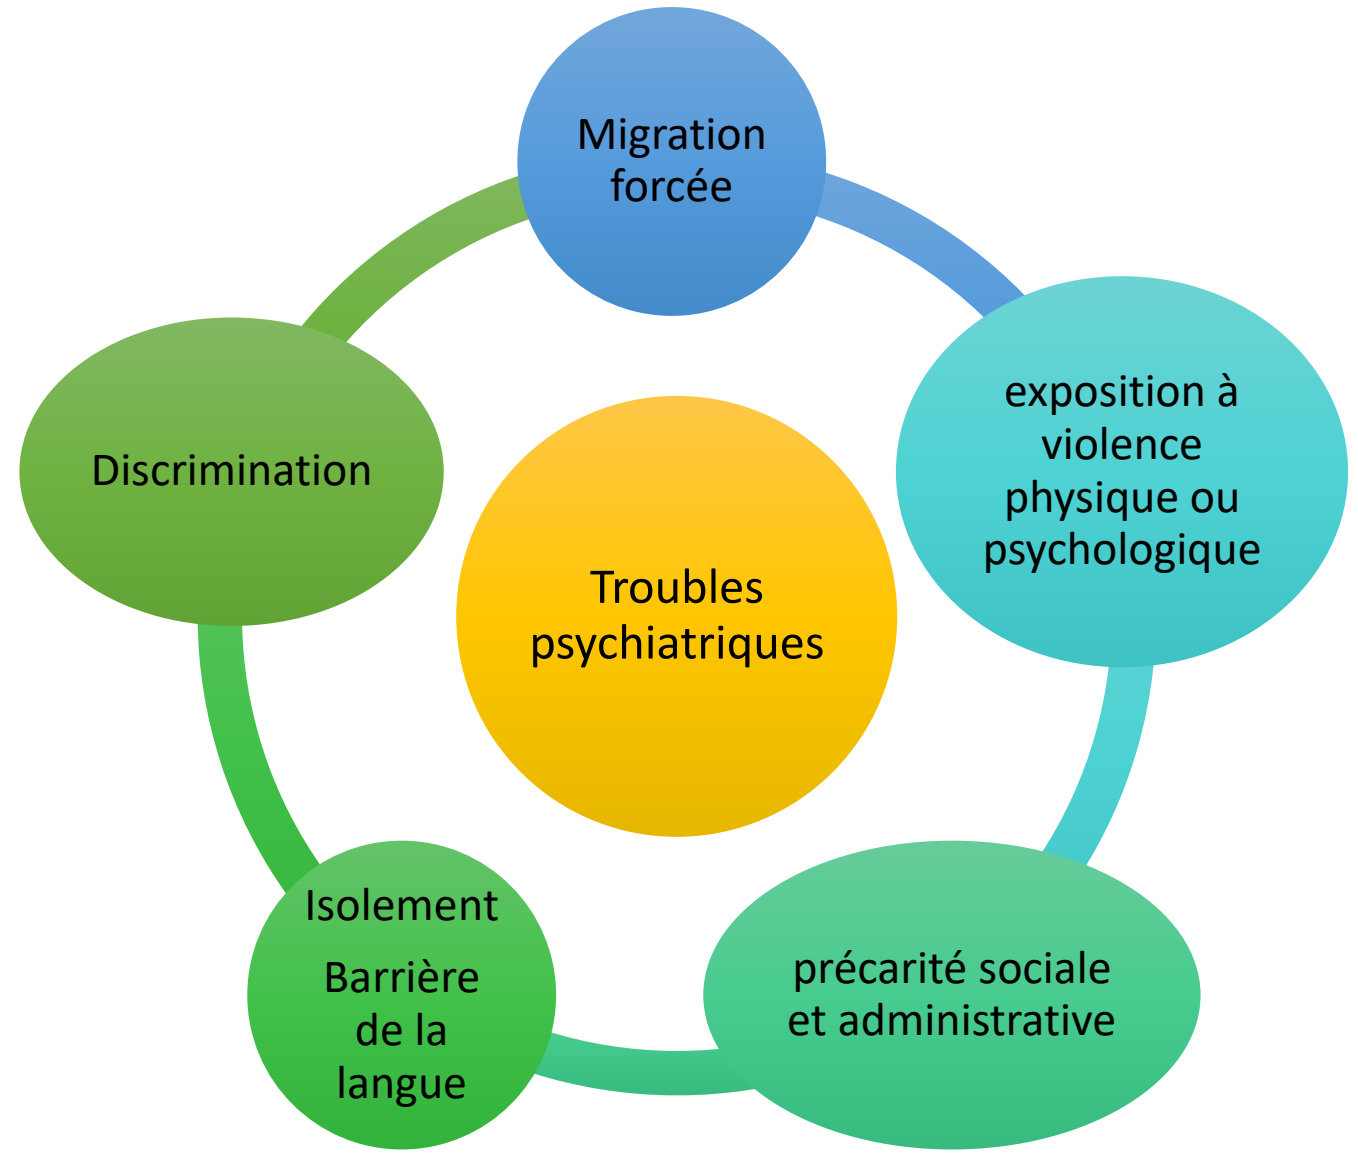 Migration
forcée
exposition à
violence
physique ou
psychologique
précarité sociale
et administrative
Isolement
Barrière
de la
langue
Discrimination
Troubles
psychiatriques